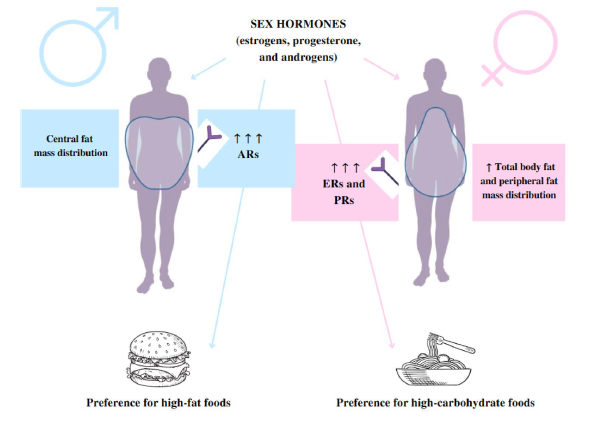 SEX HORMONES
(estrogens, progesterone,
and androgens)
Central fat
mass distribution
↑ ↑ ↑
ARs
↑ ↑ ↑
ERs and
PRs
↑ Total body fat
and peripheral fat
mass distribution
Preference for high-fat foods
Preference for high-carbohydrate foods